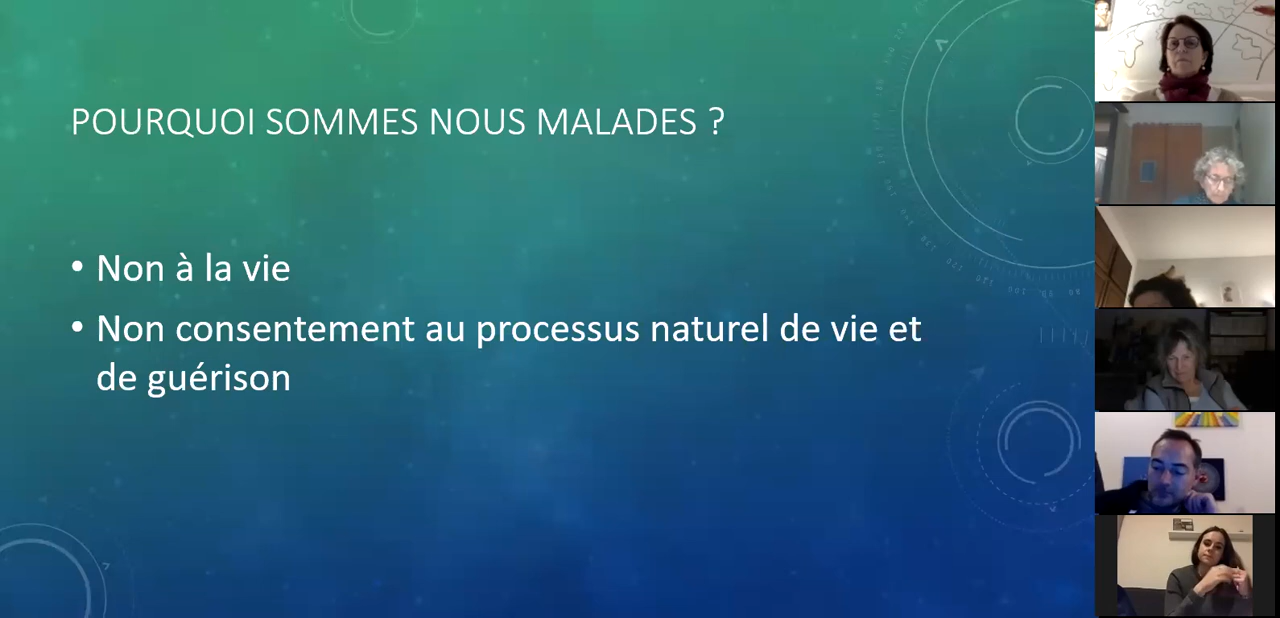 POURQUOI SOMMES NOUS MALADES ?
• Non à la vie
• Non consentement au processus naturel de vie et
de guérison